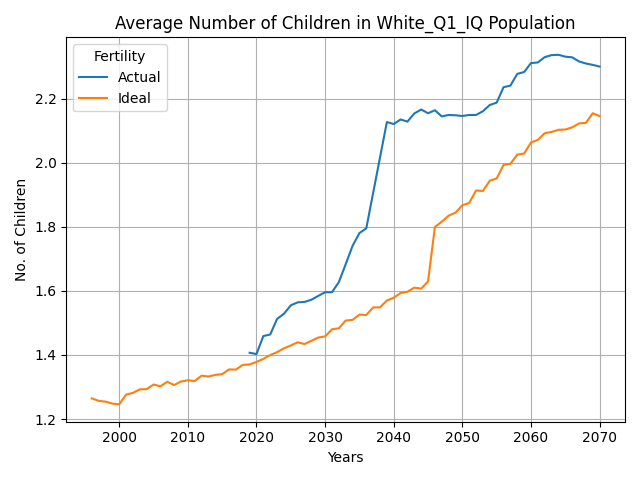 Average Number of Children in White_Q1_IQ Population
Fertility
Actual
Ideal
No. of Children
2.2
2.0
1.8
1.6
1.4
1.2
2000 2010 2020 2030 2040 2050 2060 2070
Years